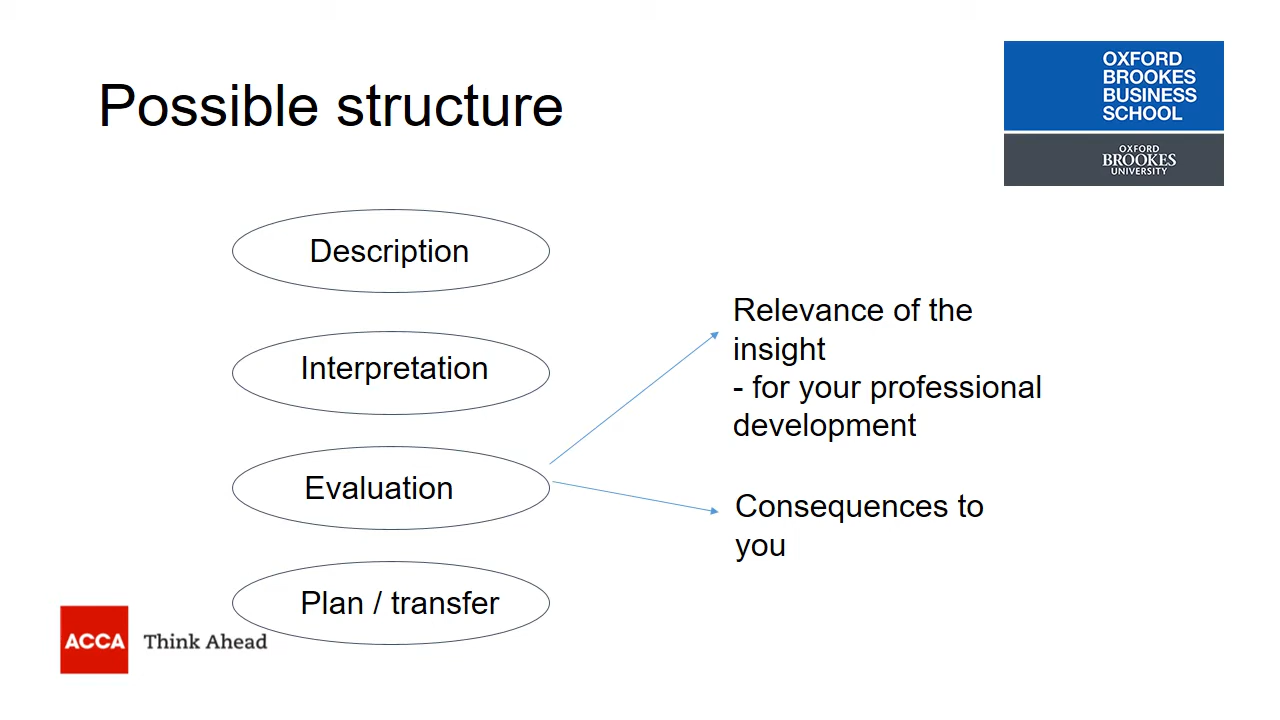 Possible structure
OXFORD
BROOKES
BUSINESS
SCHOOL
OXFORD
BROOKES
UNIVERSITY
Description
Interpretation
Evaluation
Plan / transfer
Relevance of the
insight
- for your professional
development
Consequences to
you
ACCA Think Ahead